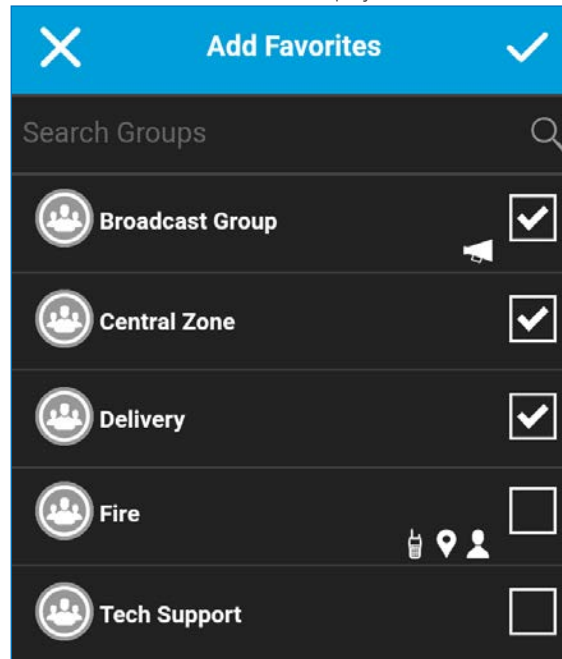 Add Favorites
Search Groups
Broadcast Group
Central Zone
Delivery
Fire
Tech Support